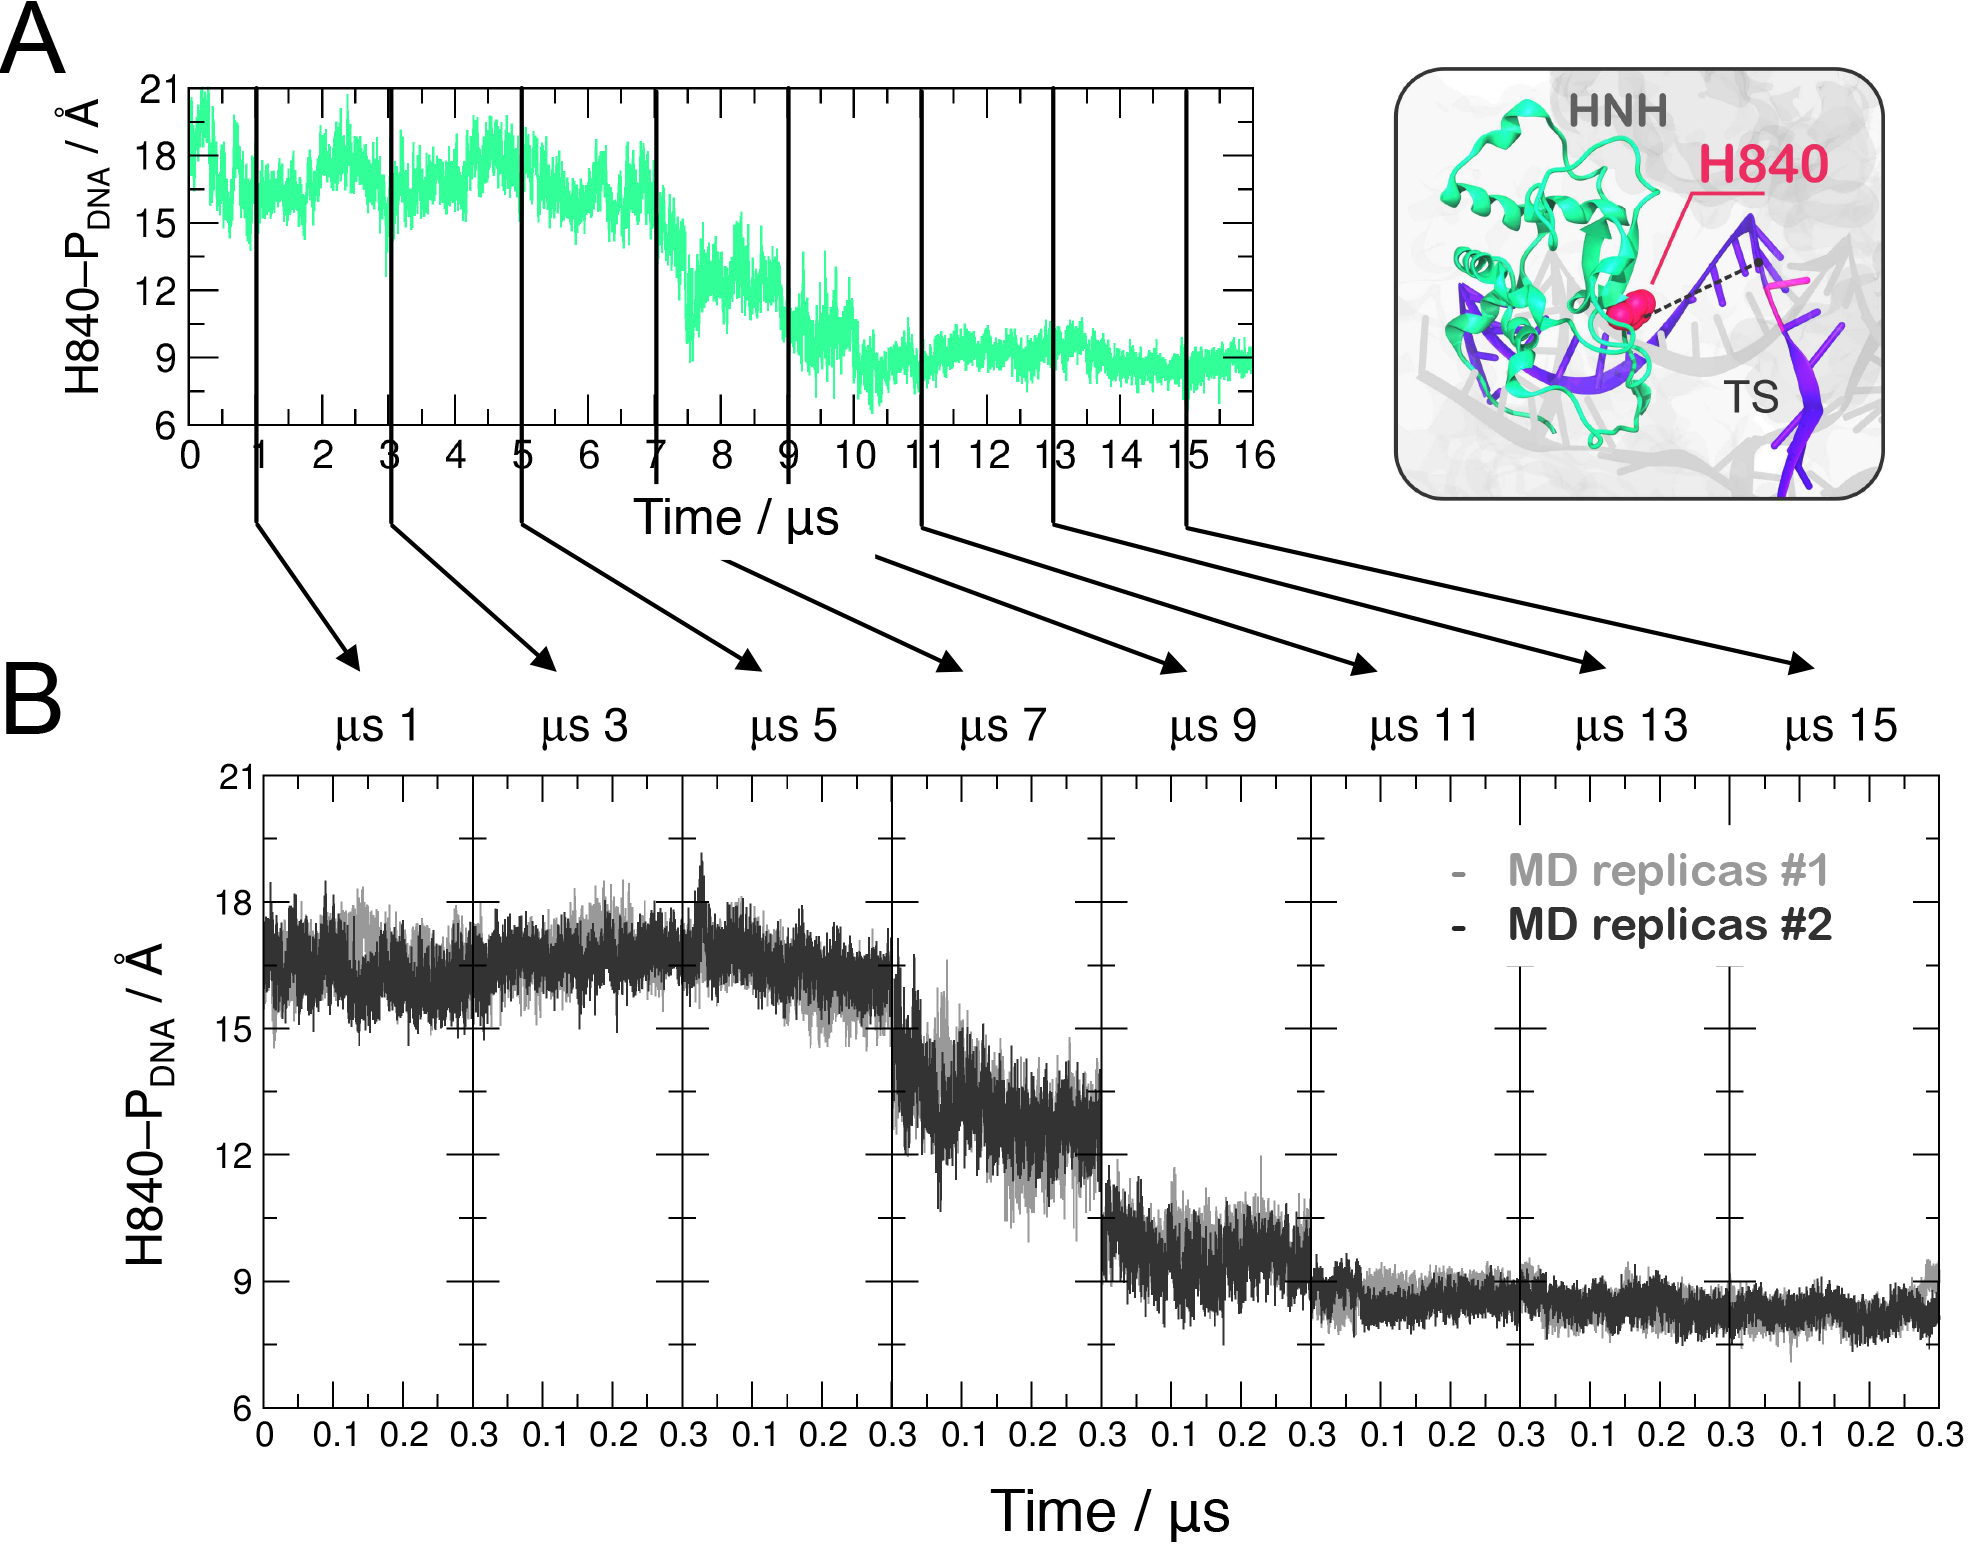 A
21
18
15
12
9
6
H840–PDNA / Å
0 1 2 3 4 5 6 7 8 9 10 11 12 13 14 15 16
Time / μs
HNH
H840
TS
B
μs 1 μs 3 μs 5 μs 7 μs 9 μs 11 μs 13 μs 15
21
18
15
12
9
6
H840–PDNA / Å
- MD replicas #1
- MD replicas #2
0 0.1 0.2 0.3 0.1 0.2 0.3 0.1 0.2 0.3 0.1 0.2 0.3 0.1 0.2 0.3 0.1 0.2 0.3 0.1 0.2 0.3 0.1 0.2 0.3
Time / μs